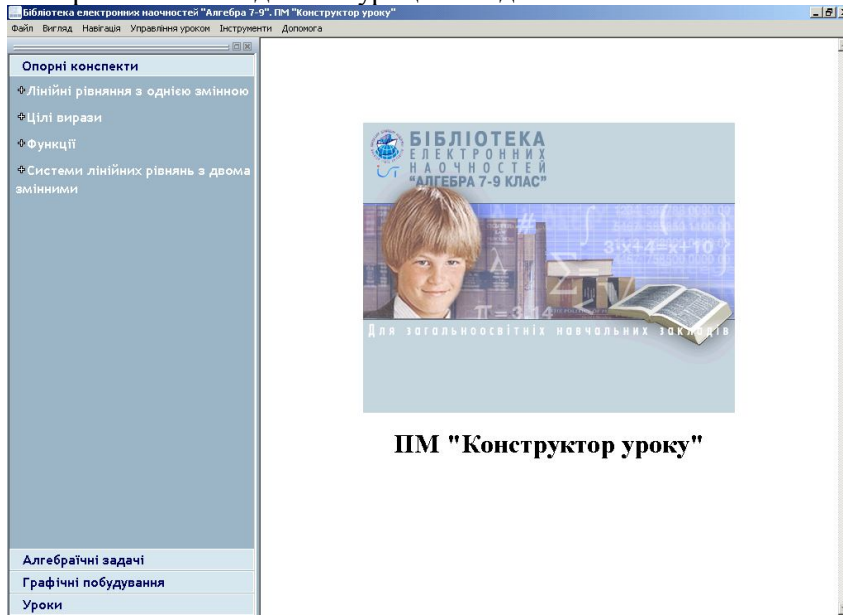 Бібліотека електронних наочностей "Алгебра 7-9". ПМ "Конструктор уроку"
Файл Вигляд Навігація Управління уроком Інструменти Допомога
Опорні конспекти
Лінійні рівняння з однією змінною
Цілі вирази
Функції
Системи лінійних рівнянь з двома
змінними
Алгебраїчні задачі
Графічні побудування
Уроки
БІБЛІОТЕКА
ЕЛЕКТРОННИХ
НАОЧНОСТЕЙ
"АЛГЕБРА 7-9 КЛАС"
3·x+4=x+10
π=3,14
Для загальноосвітніх навчальних закладів
ПМ "Конструктор уроку"